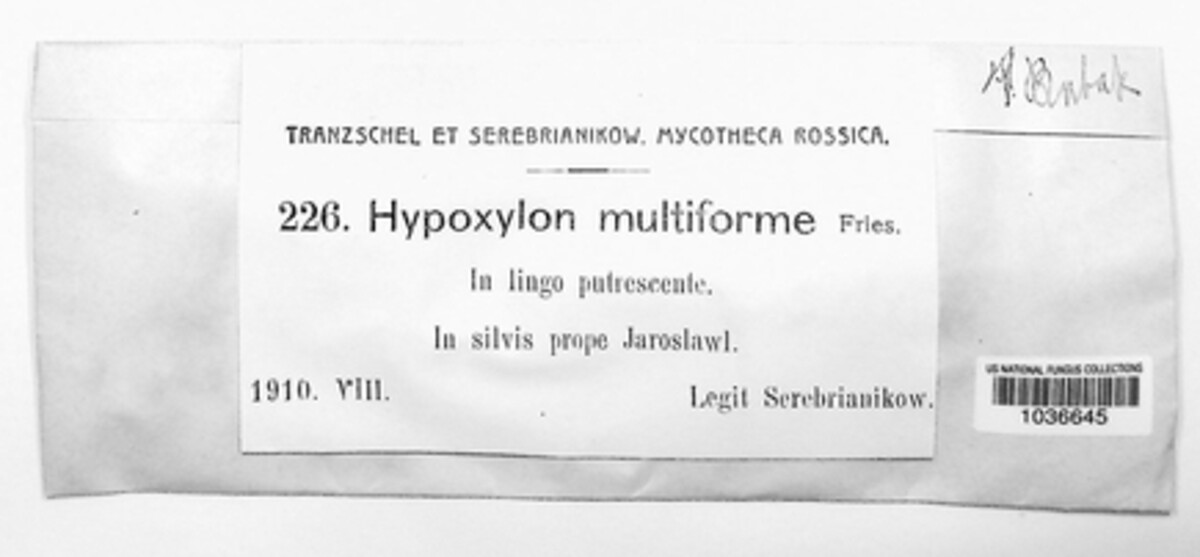 Bubak
TRANZSCHEL ET SEREBRIANIKOW. MYCOTHECA ROSSICA.
226. Hypoxylon multiforme Fries.
In lingo putrescente.
In silvis prope Jaroslawl.
1910. VIII.
Legit Serebrianikow.
US NATIONAL FUNGUS COLLECTIONS
1036645